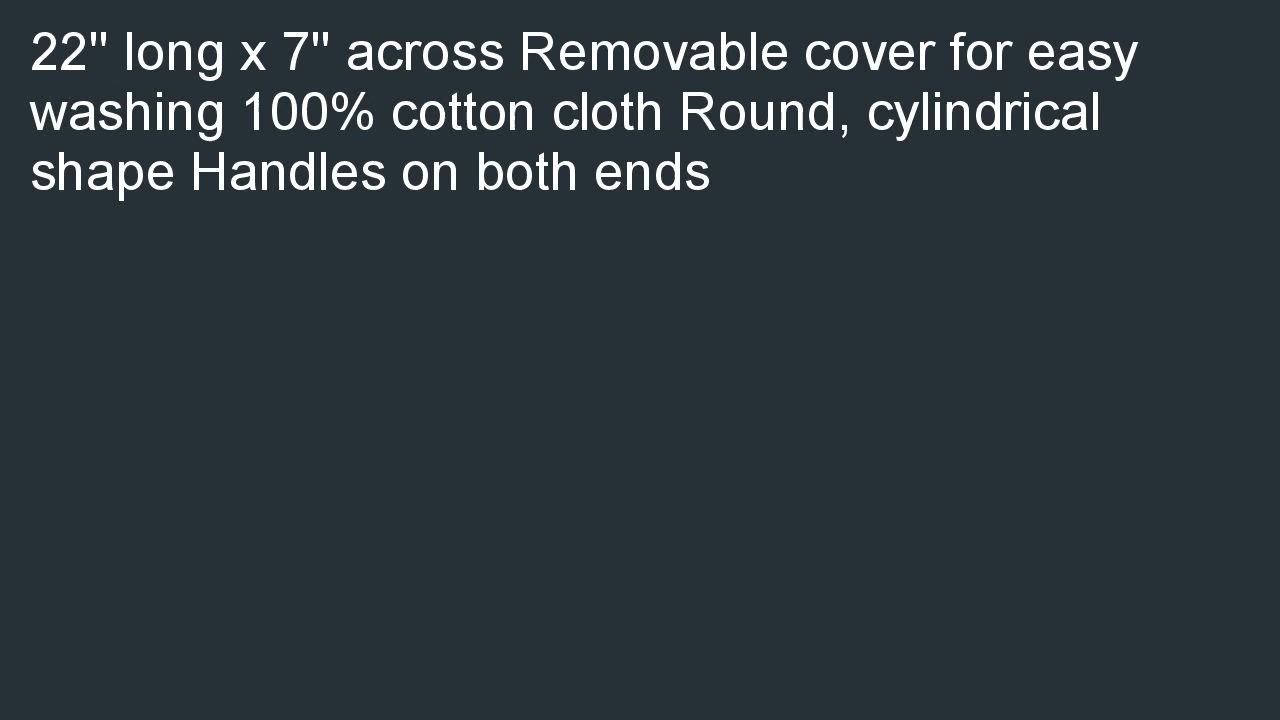 22" long x 7" across Removable cover for easy
washing 100% cotton cloth Round, cylindrical
shape Handles on both ends